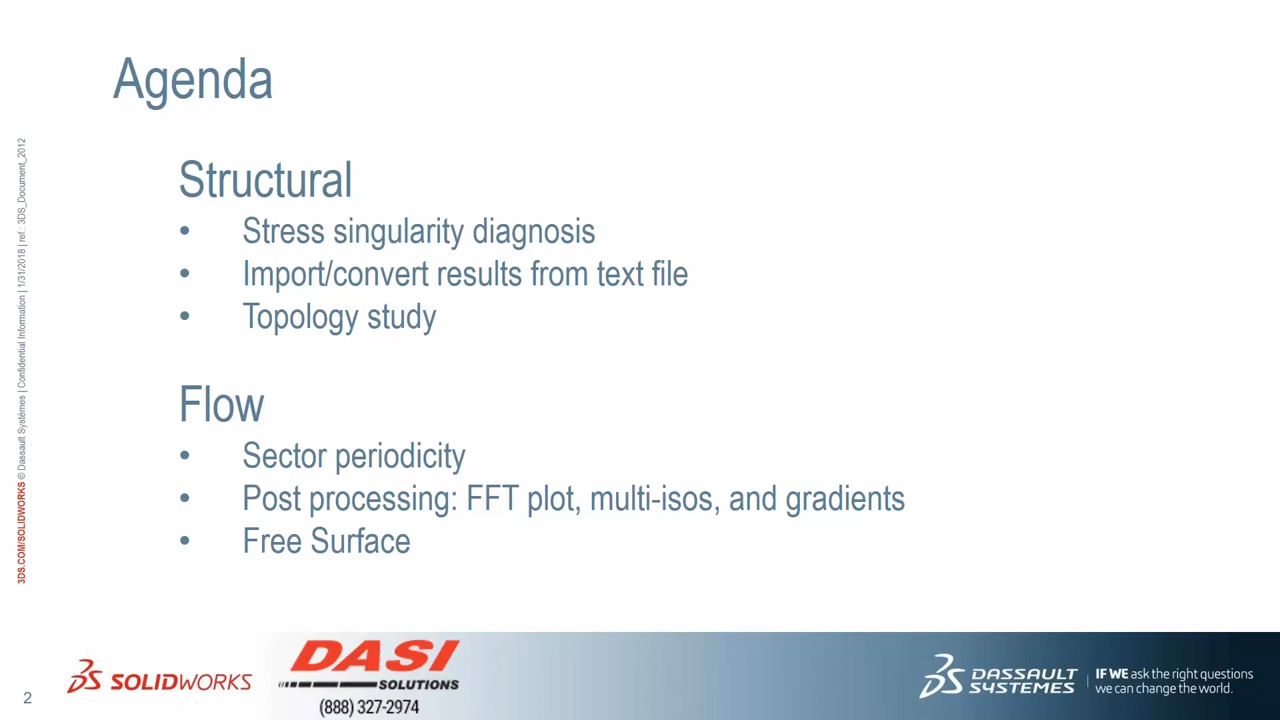 Agenda
Structural
• Stress singularity diagnosis
• Import/convert results from text file
• Topology study
Flow
• Sector periodicity
• Post processing: FFT plot, multi-isos, and gradients
• Free Surface
3DS.COM/SOLIDWORKS © Dassault Systèmes | Confidential Information | 1/31/2018 | ref.: 3DS_Document_2012
2
SOLIDWORKS
DASI
SOLUTIONS
(888) 327-2974
DASSAULT
SYSTEMES
IF WE ask the right questions
we can change the world.